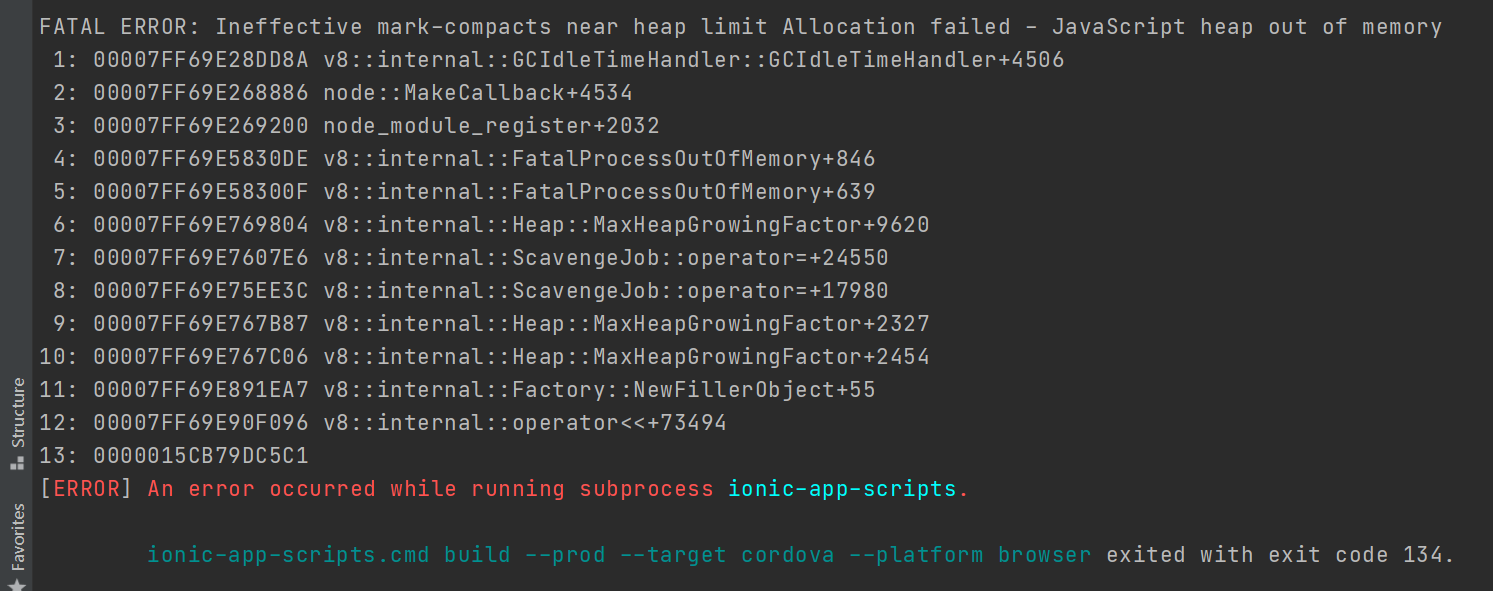 FATAL ERROR: Ineffective mark-compacts near heap limit Allocation failed - JavaScript heap out of memory
1: 00007FF69E28DD8A v8::internal::GCIdleTimeHandler::GCIdleTimeHandler+4506
2: 00007FF69E268886 node::MakeCallback+4534
3: 00007FF69E269200 node_module_register+2032
4: 00007FF69E5830DE v8::internal::FatalProcessOutOfMemory+846
5: 00007FF69E58300F v8::internal::FatalProcessOutOfMemory+639
6: 00007FF69E769804 v8::internal::Heap::MaxHeapGrowingFactor+9620
7: 00007FF69E7607E6 v8::internal::ScavengeJob::operator=+24550
8: 00007FF69E75EE3C v8::internal::ScavengeJob::operator=+17980
9: 00007FF69E767B87 v8::internal::Heap::MaxHeapGrowingFactor+2327
10: 00007FF69E767C06 v8::internal::Heap::MaxHeapGrowingFactor+2454
11: 00007FF69E891EA7 v8::internal::Factory::NewFillerObject+55
12: 00007FF69E90F096 v8::internal::operator<<+73494
13: 0000015CB79DC5C1
[ERROR] An error occurred while running subprocess ionic-app-scripts.
ionic-app-scripts.cmd build --prod --target cordova --platform browser exited with exit code 134.
Structure
Favorites